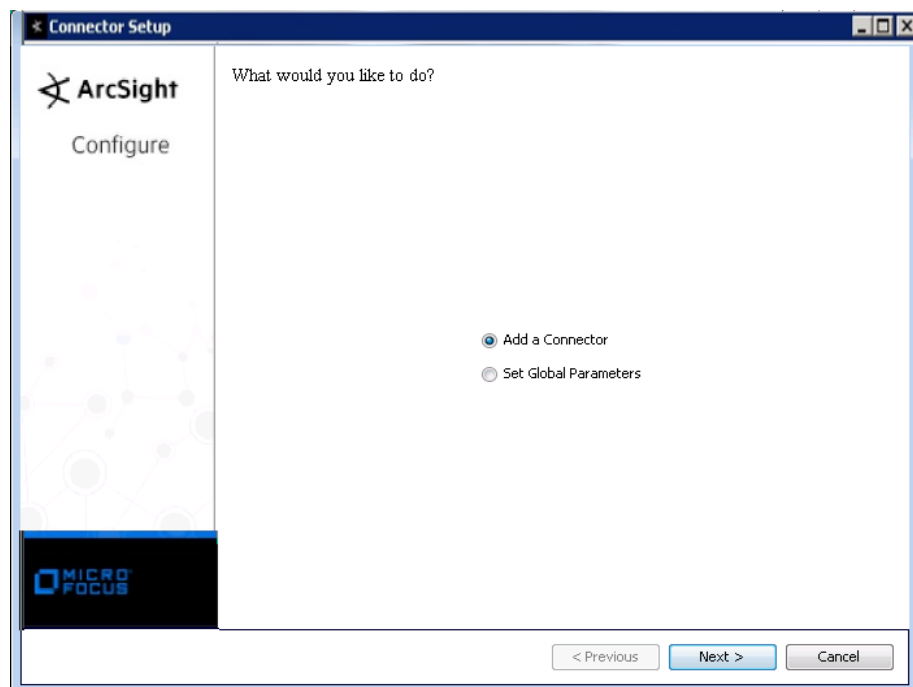 Connector Setup
ArcSight
Configure
What would you like to do?
Add a Connector
Set Global Parameters
MICRO
FOCUS
< Previous
Next >
Cancel